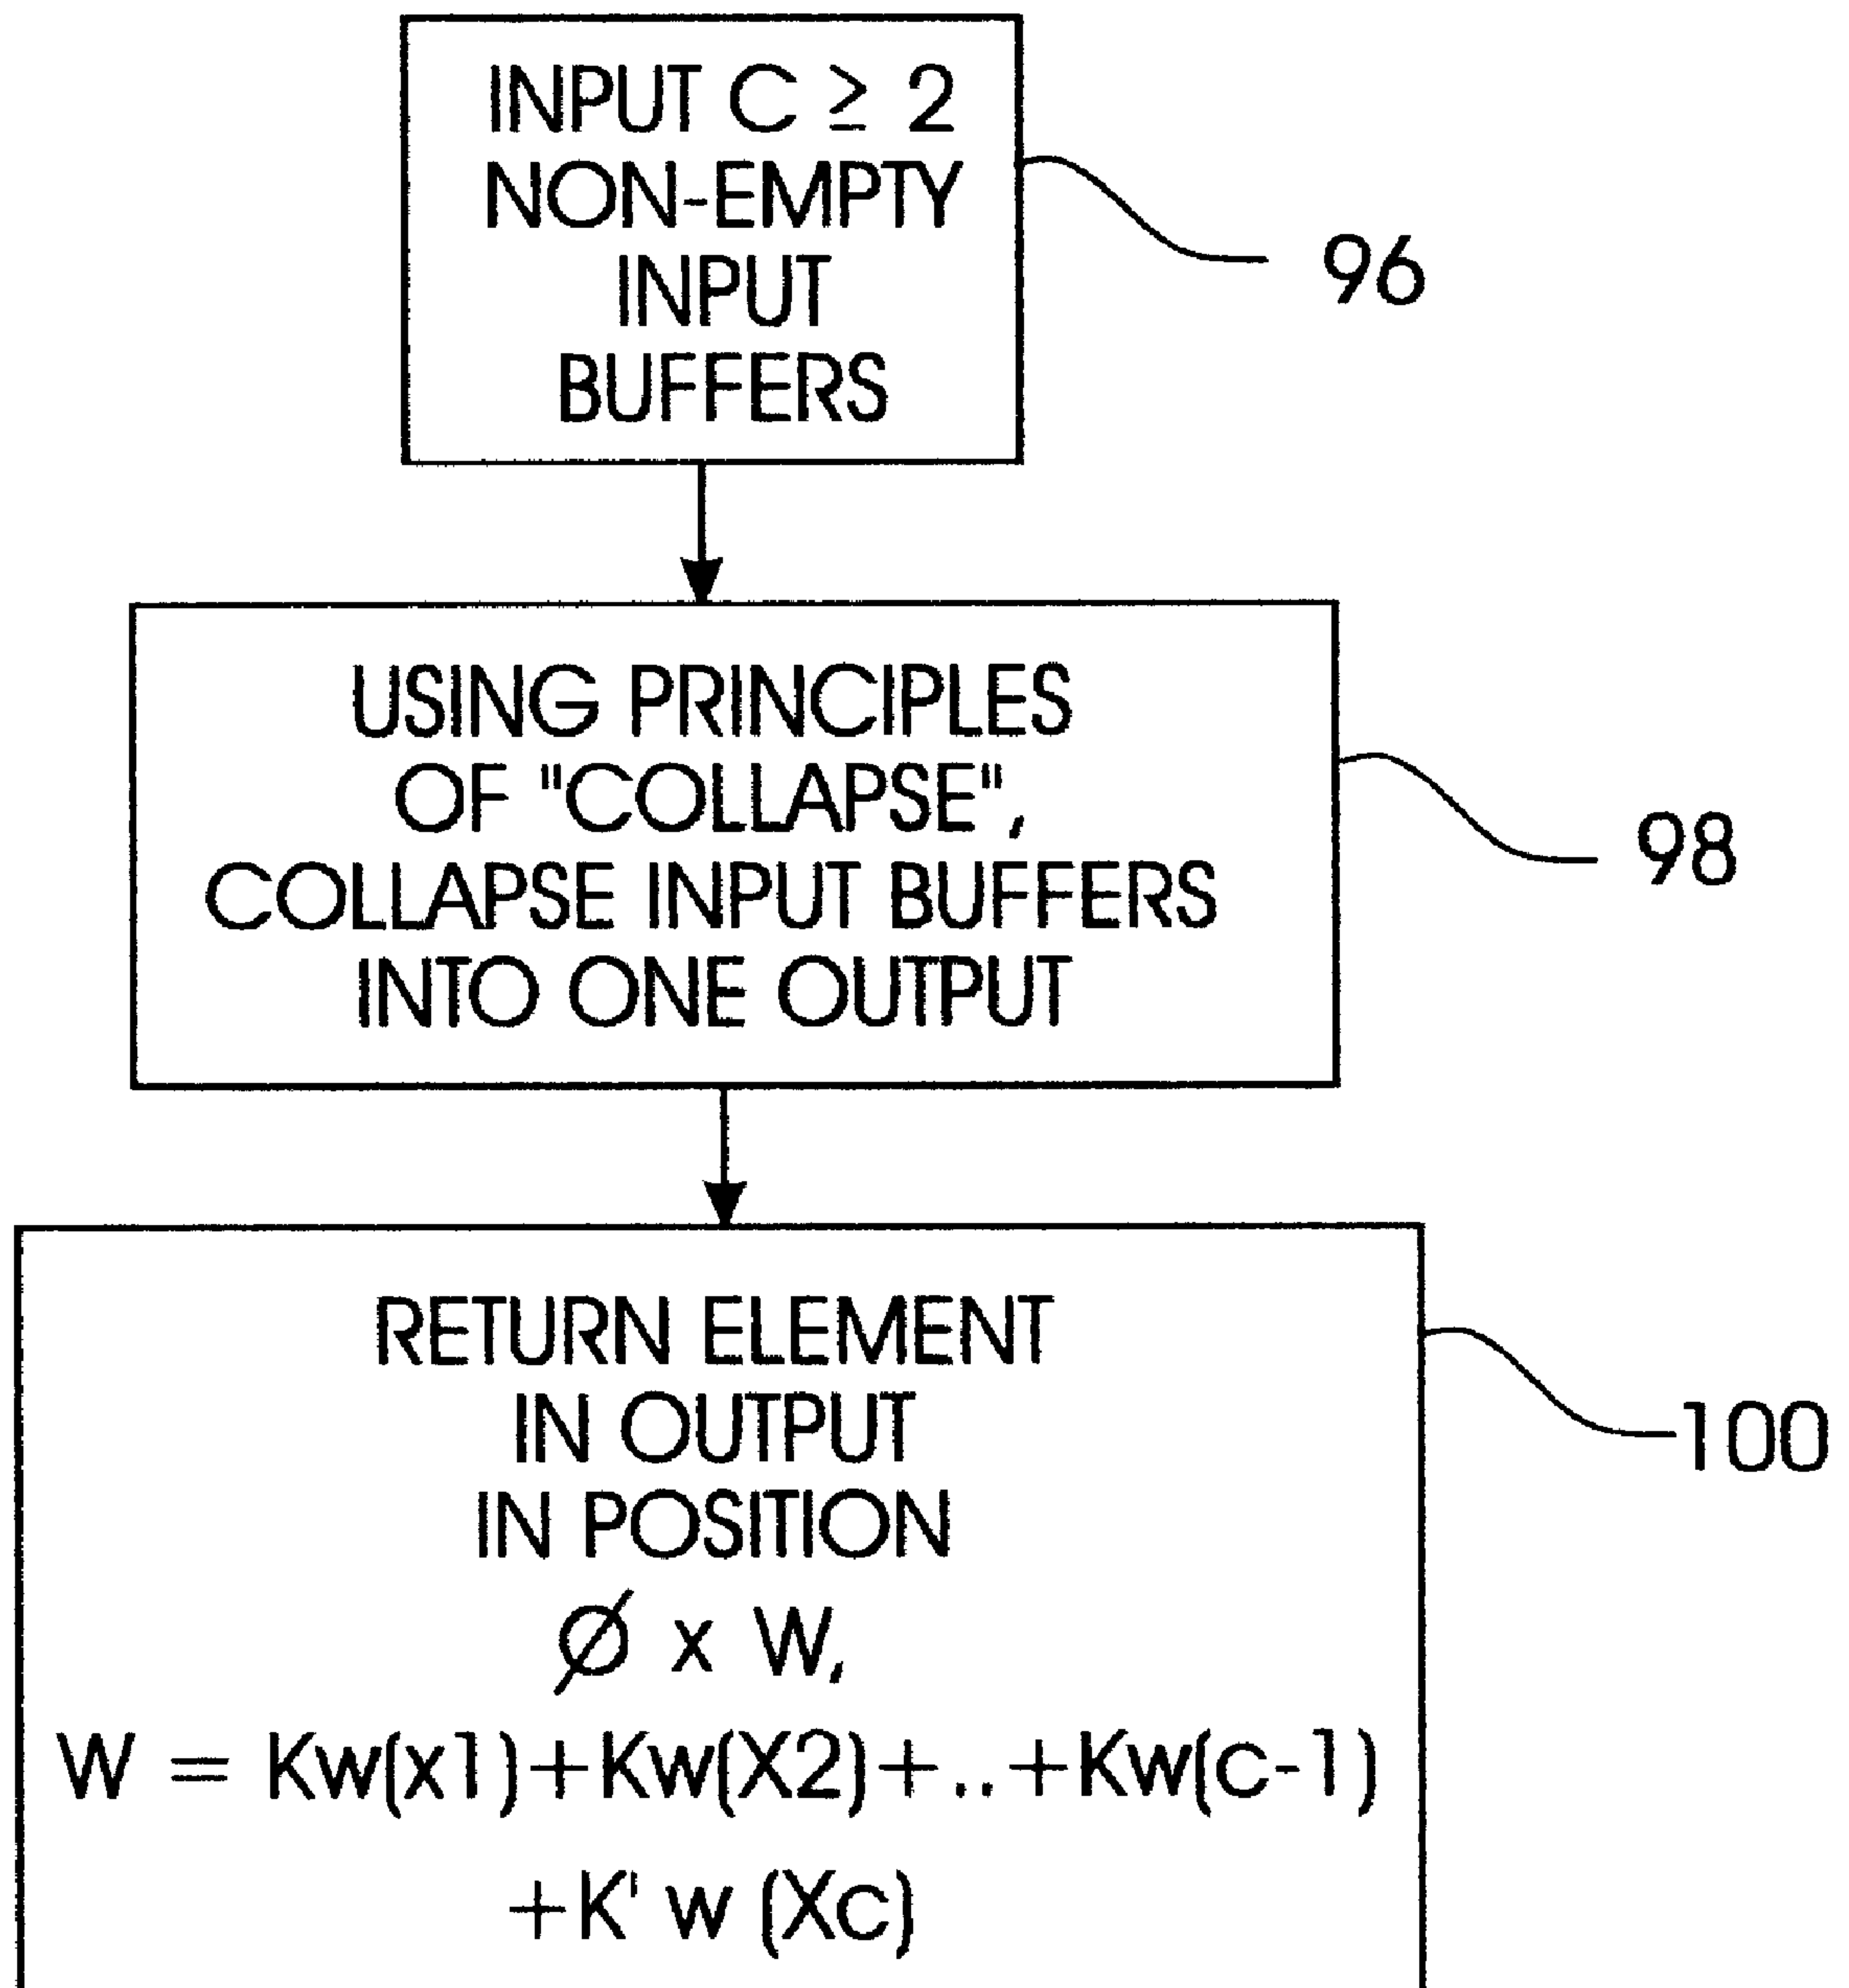 INPUT C ≥ 2
NON-EMPTY
INPUT
BUFFERS
96
USING PRINCIPLES
OF "COLLAPSE",
COLLAPSE INPUT BUFFERS
INTO ONE OUTPUT
98
RETURN ELEMENT
IN OUTPUT
IN POSITION
Ø x W,
W = Kw(x1)+Kw(X2)+..+Kw(c-1)
+K' w (Xc)
100